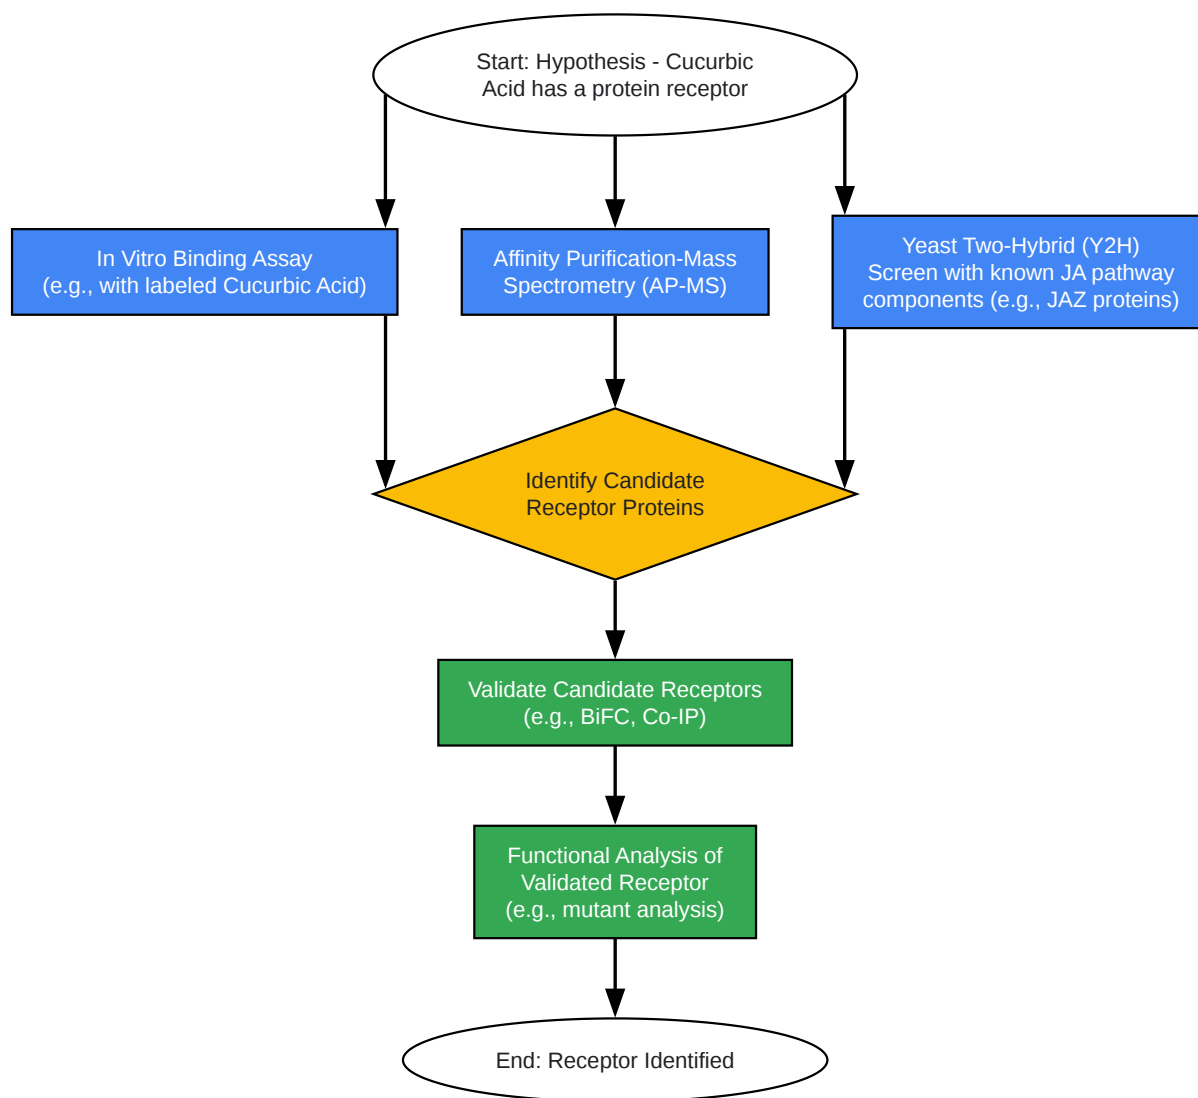 Start: Hypothesis - Cucurbic
Acid has a protein receptor
In Vitro Binding Assay
(e.g., with labeled Cucurbic Acid)
Affinity Purification-Mass
Spectrometry (AP-MS)
Yeast Two-Hybrid (Y2H)
Screen with known JA pathway
components (e.g., JAZ proteins)
Identify Candidate
Receptor Proteins
Validate Candidate Receptors
(e.g., BiFC, Co-IP)
Functional Analysis of
Validated Receptor
(e.g., mutant analysis)
End: Receptor Identified